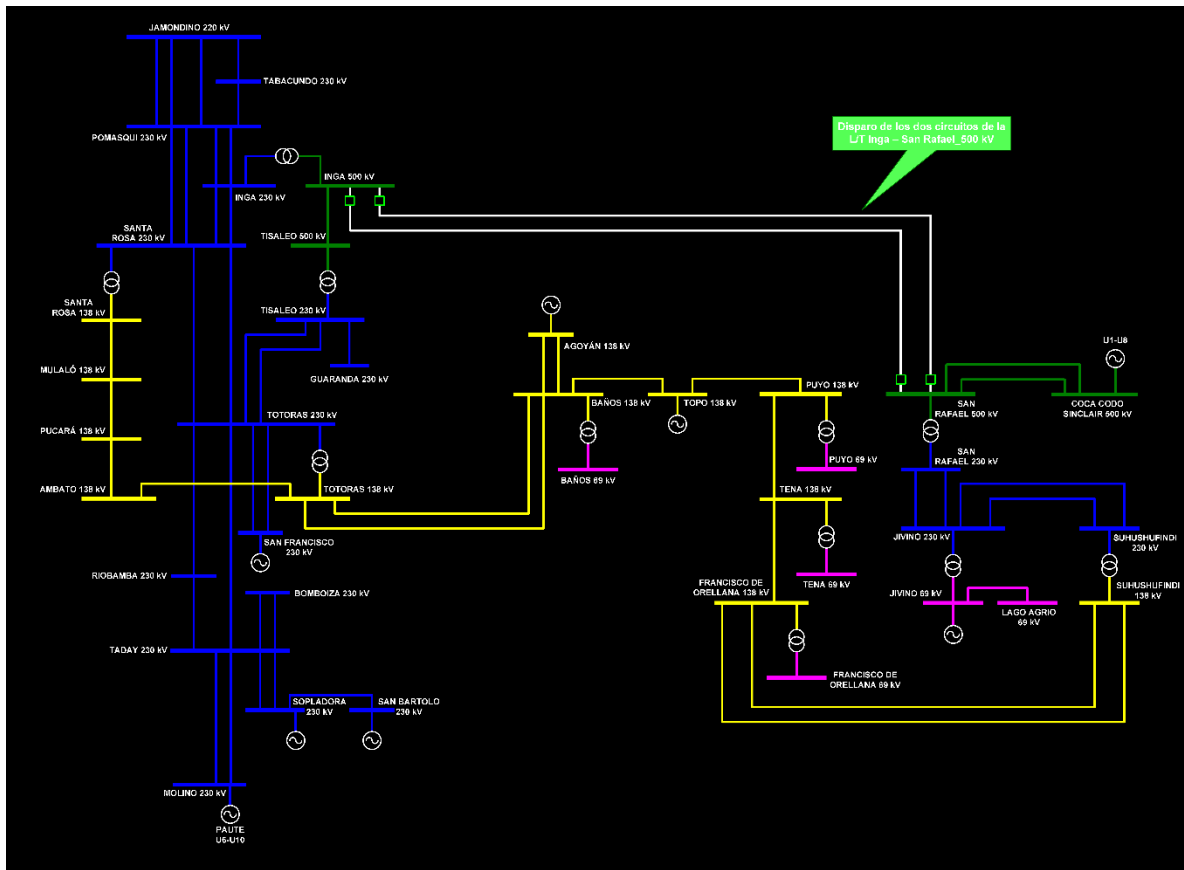 JAMONDINO 220 kV
TABACUNDO 230 kV
POMASQUI 230 kV
Disparo de los dos circuitos de la
L/T Inga – San Rafael_500 kV
INGA 500 kV
INGA 230 kV
SANTA
ROSA 230 kV
TISALEO 500 kV
SANTA
ROSA 138 kV
TISALEO 230 kV
AGOYÁN 138 kV
U1-U8
MULALÓ 138 kV
GUARANDA 230 kV
BAÑOS 138 kV
TOPO 138 kV
PUYO 138 kV
SAN
RAFAEL 500 kV
COCA CODO
SINCLAIR 500 kV
TOTORAS 230 kV
PUCARÁ 138 kV
BAÑOS 69 kV
PUYO 69 kV
SAN
RAFAEL 230 kV
AMBATO 138 kV
TOTORAS 138 kV
TENA 138 kV
SAN FRANCISCO
230 kV
JIVINO 230 kV
SUHUSHUFINDI
230 kV
RIOBAMBA 230 kV
BOMBOIZA 230 kV
TENA 69 kV
FRANCISCO DE
ORELLANA 138 kV
JIVINO 69 kV
LAGO AGRIO
69 kV
SUHUSHUFINDI
138 kV
TADAY 230 kV
FRANCISCO DE
ORELLANA 69 kV
SOPLADORA
230 kV
SAN BARTOLO
230 kV
MOLINO 230 kV
PAUTE
U6-U10